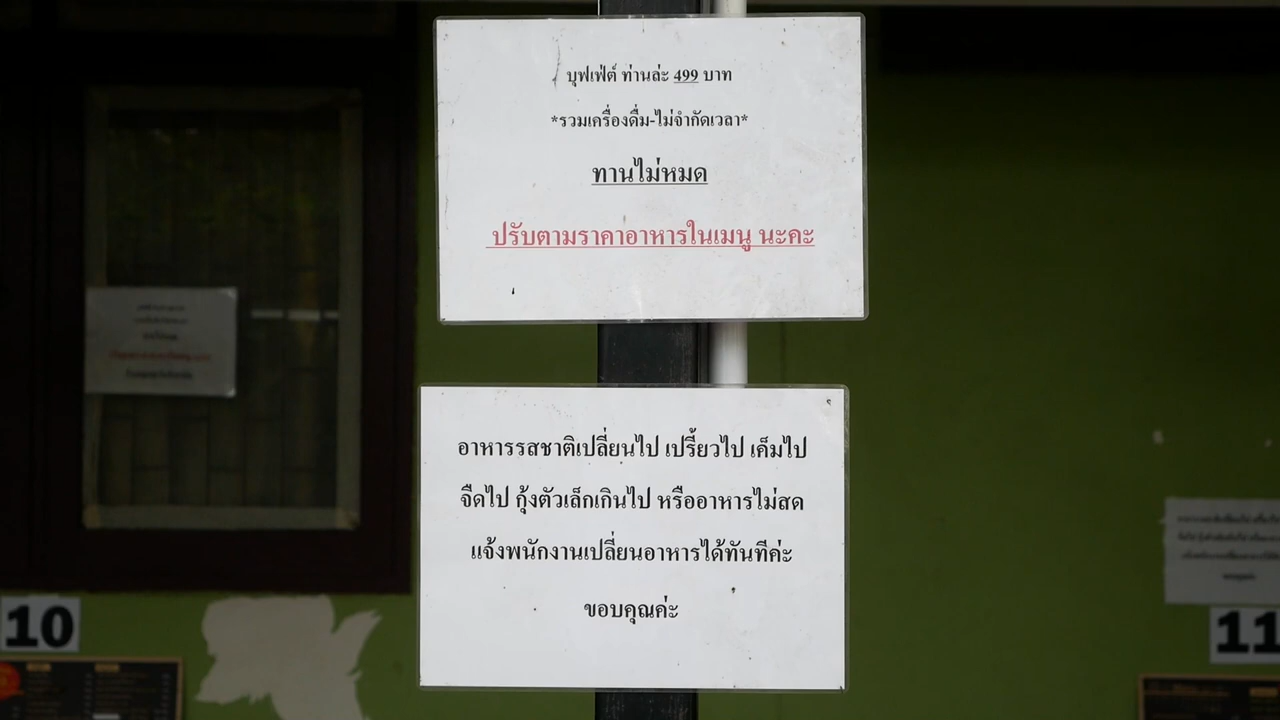 บุฟเฟ่ต์ ท่านล่ะ 499 บาท
*รวมเครื่องดื่ม-ไม่จำกัดเวลา*
ทานไม่หมด
ปรับตามราคาอาหารในเมนู นะคะ
อาหารรสชาติเปลี่ยนไป เปรี้ยวไป เค็มไป
จืดไป กุ้งตัวเล็กเกินไป หรืออาหารไม่สด
แจ้งพนักงานเปลี่ยนอาหารได้ทันทีค่ะ
ขอบคุณค่ะ
10
11